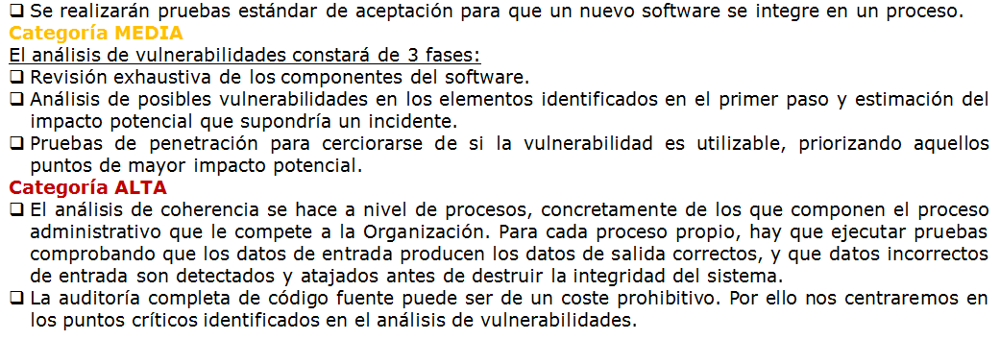 ❑ Se realizarán pruebas estándar de aceptación para que un nuevo software se integre en un proceso.
Categoría MEDIA
El análisis de vulnerabilidades constará de 3 fases:
❑ Revisión exhaustiva de los componentes del software.
❑ Análisis de posibles vulnerabilidades en los elementos identificados en el primer paso y estimación del
impacto potencial que supondría un incidente.
❑ Pruebas de penetración para cerciorarse de si la vulnerabilidad es utilizable, priorizando aquellos
puntos de mayor impacto potencial.
Categoría ALTA
❑ El análisis de coherencia se hace a nivel de procesos, concretamente de los que componen el proceso
administrativo que le compete a la Organización. Para cada proceso propio, hay que ejecutar pruebas
comprobando que los datos de entrada producen los datos de salida correctos, y que datos incorrectos
de entrada son detectados y atajados antes de destruir la integridad del sistema.
❑ La auditoría completa de código fuente puede ser de un coste prohibitivo. Por ello nos centraremos en
los puntos críticos identificados en el análisis de vulnerabilidades.